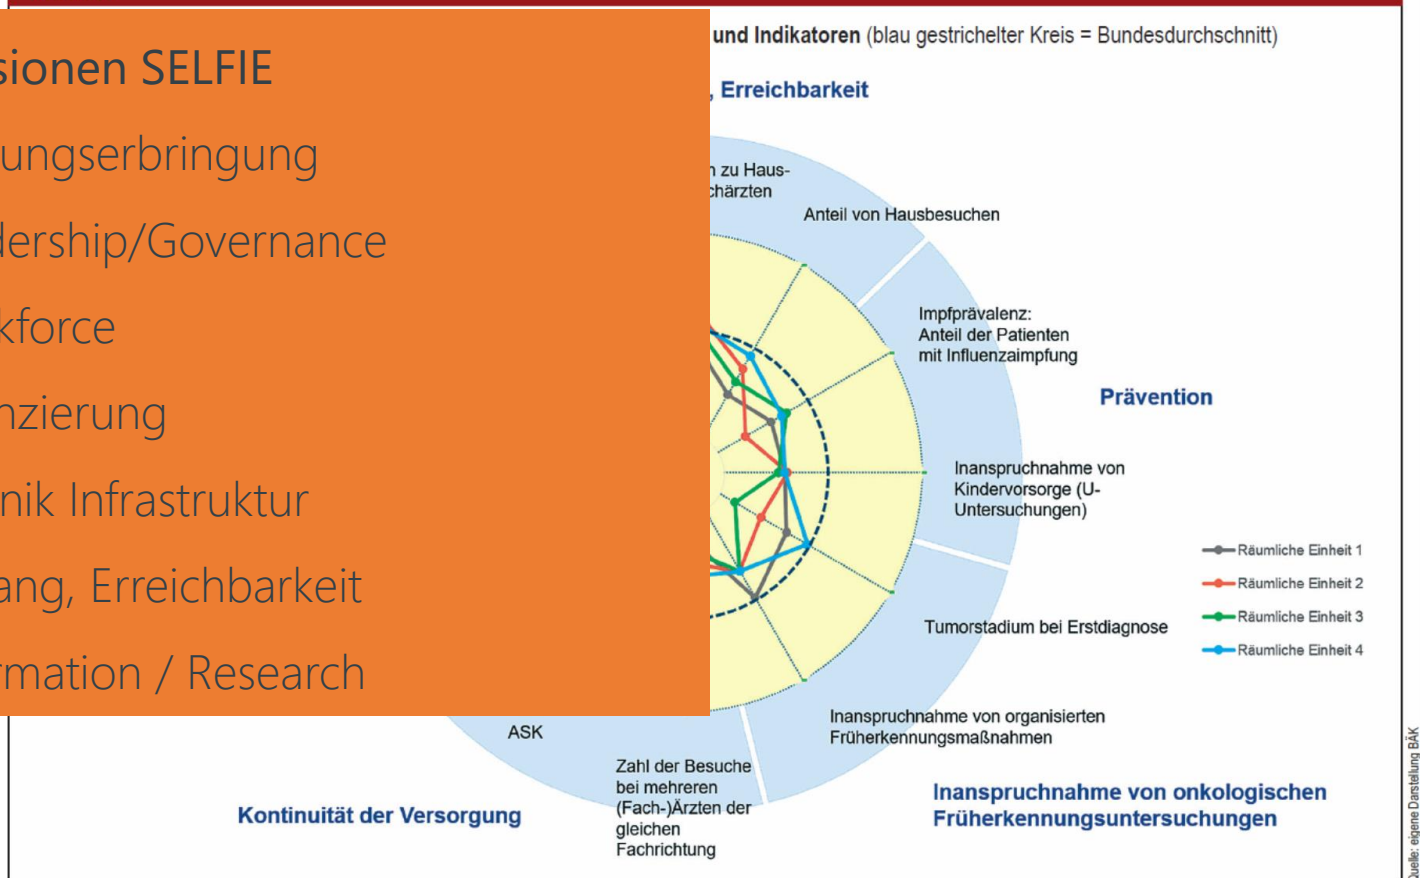 sionen SELFIE
ungserbringung
dership/Governance
kforce
nzierung
nik Infrastruktur
ang, Erreichbarkeit
rmation / Research
und Indikatoren (blau gestrichelter Kreis = Bundesdurchschnitt)
, Erreichbarkeit
n zu Haus-
chärzten
Anteil von Hausbesuchen
Impfprävalenz:
Anteil der Patienten
mit Influenzaimpfung
Prävention
Inanspruchnahme von
Kindervorsorge (U-
Untersuchungen)
Räumliche Einheit 1
Räumliche Einheit 2
Räumliche Einheit 3
Räumliche Einheit 4
Tumorstadium bei Erstdiagnose
Inanspruchnahme von organisierten
Früherkennungsmaßnahmen
Inanspruchnahme von onkologischen
Früherkennungsuntersuchungen
ASK
Zahl der Besuche
bei mehreren
(Fach-)Ärzten der
gleichen
Fachrichtung
Kontinuität der Versorgung
Quelle: eigene Darstellung BÄK